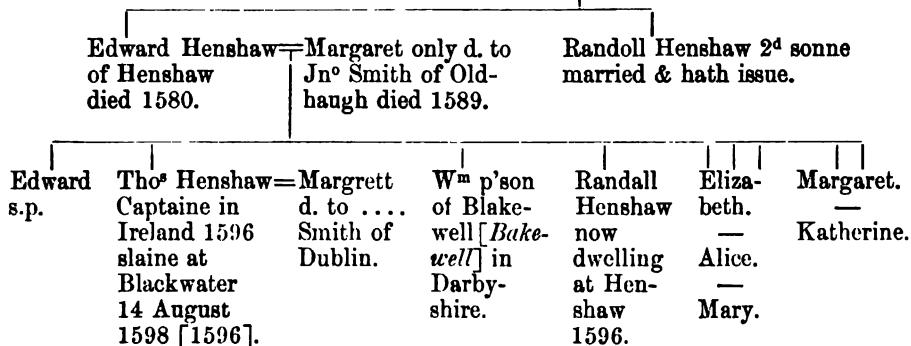 Edward Henshaw=Margaret only d. to
of Henshaw Jnº Smith of Old-
died 1580. haugh died 1589.
Randoll Henshaw 2ᵈ sonne
married & hath issue.
Edward
s.p.
Thoˢ Henshaw=Margrett
Captaine in d. to ....
Ireland 1596 Smith of
slaine at Dublin.
Blackwater
14 August
1598 [1596].
Wᵐ p'son
of Blake-
well [Bake-
well] in
Darby-
shire.
Randall
Henshaw
now
dwelling
at Hen-
shaw
1596.
Eliza-
beth.
—
Alice.
—
Mary.
Margaret.
—
Katherine.